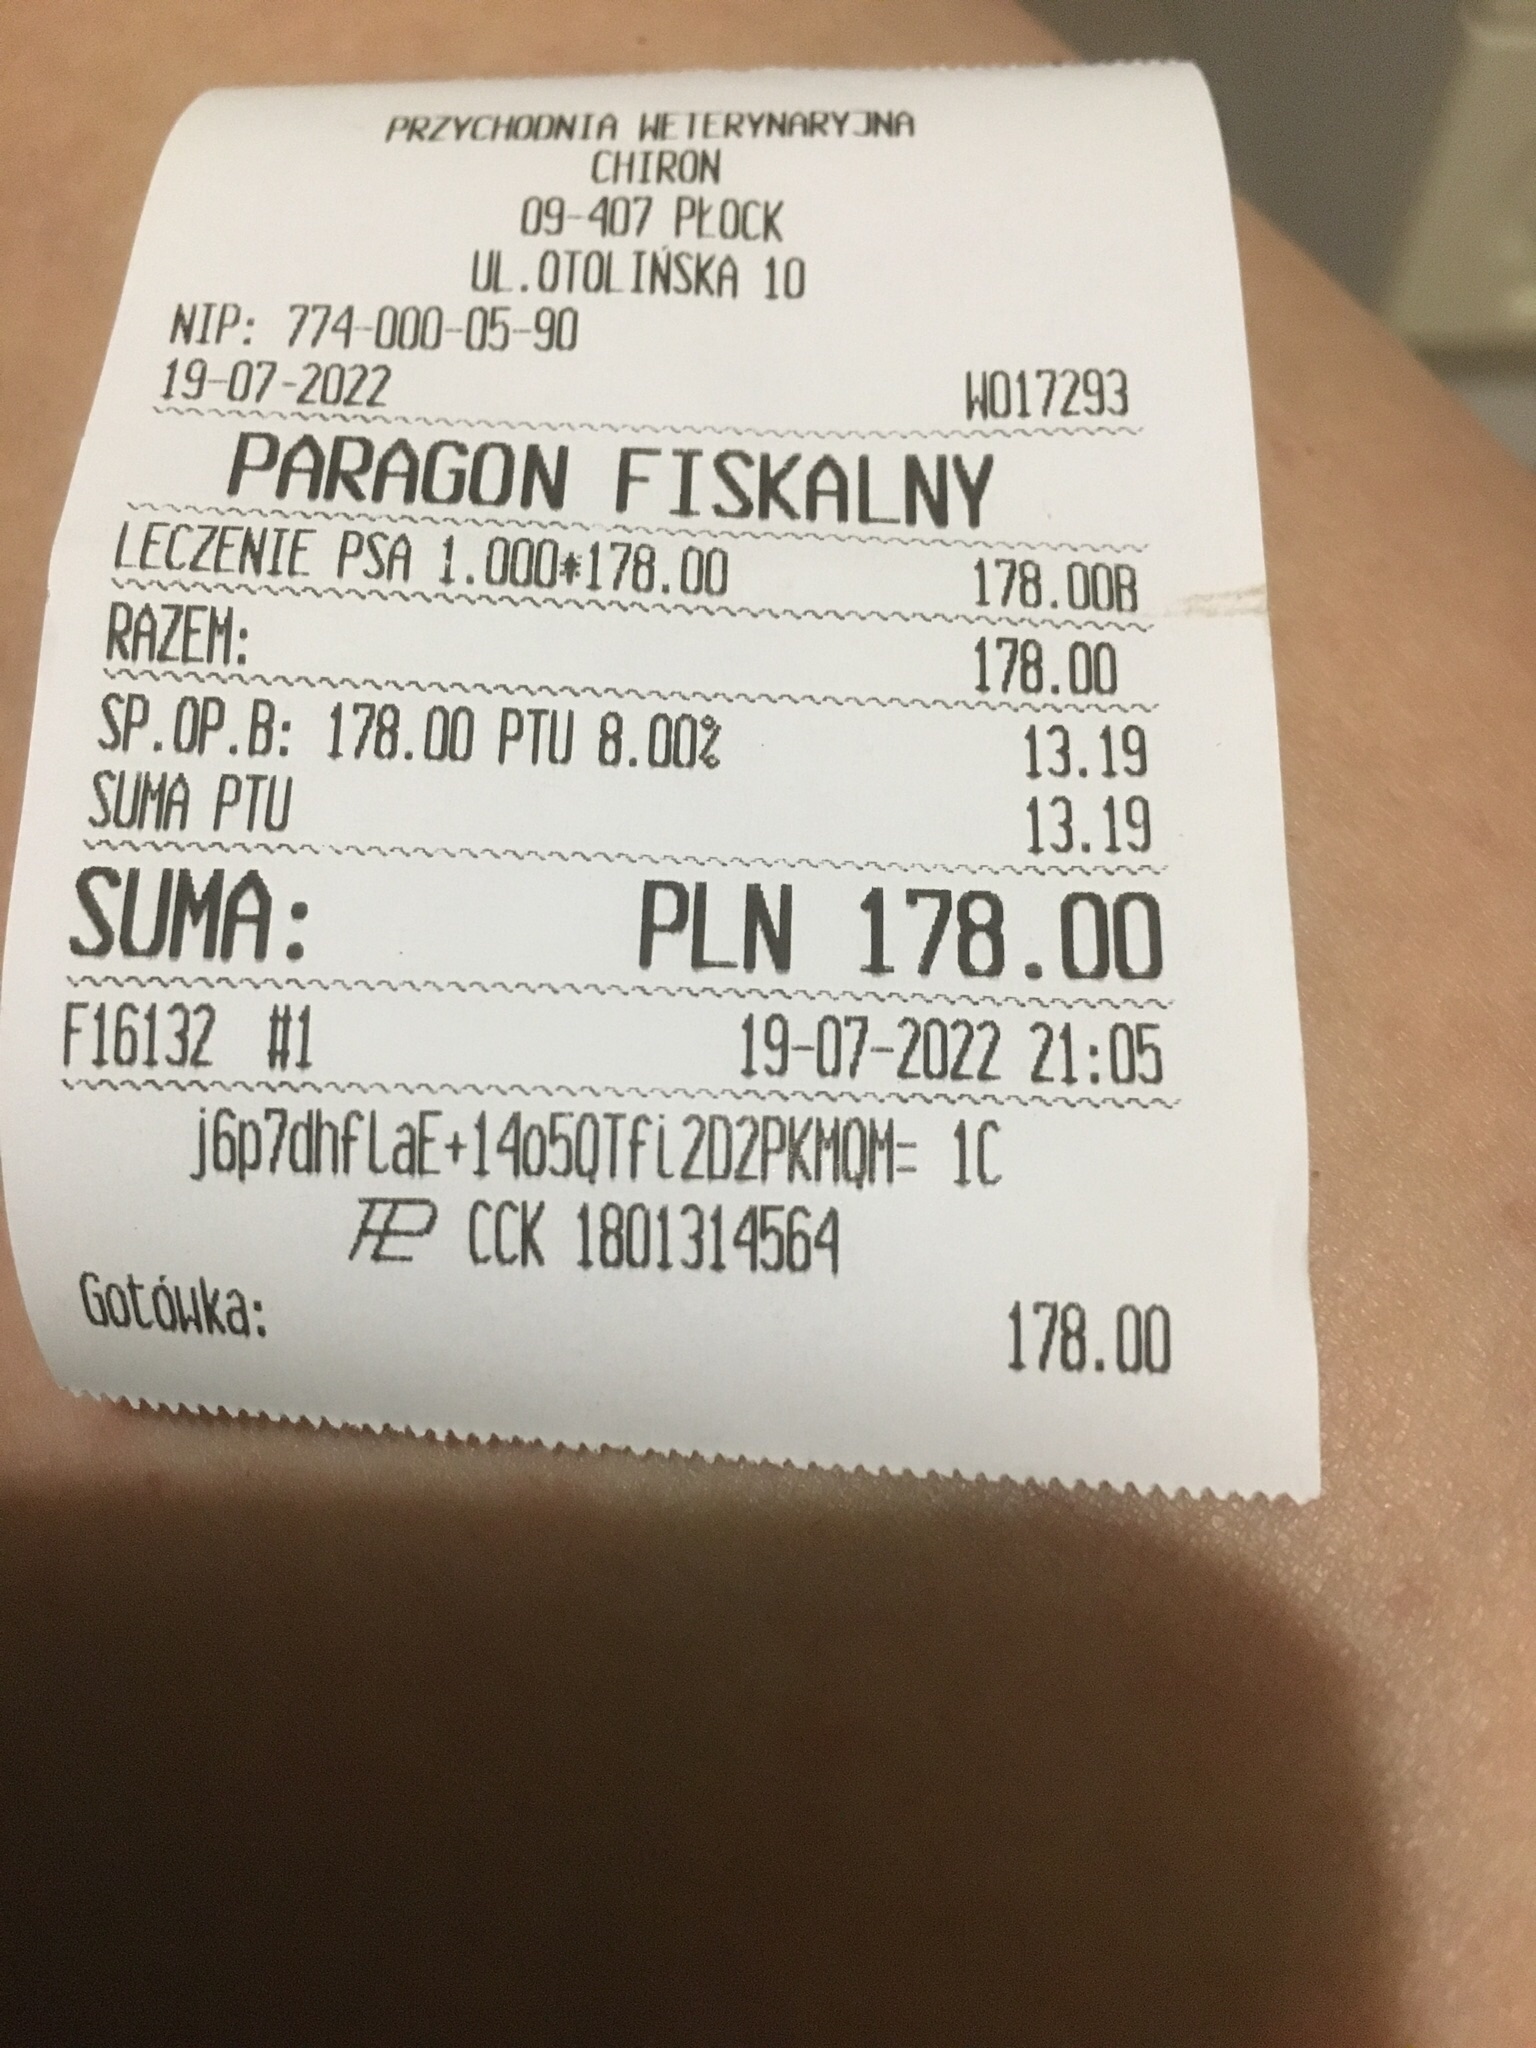 PRZYCHODNIA WETERYNARYJNA
CHIRON
09-407 PŁOCK
UL.OTOLIŃSKA 10
NIP: 774-000-05-90
19-07-2022 W017293
PARAGON FISKALNY
LECZENIE PSA 1.000*178.00 178.00B
RAZEM: 178.00
SP.OP.B: 178.00 PTU 8.00% 13.19
SUMA PTU 13.19
SUMA: PLN 178.00
F16132 #1 19-07-2022 21:05
j6p7dhflaE+14o5QTfi2D2PKMQM= 1C
CCK 1801314564
Gotówka: 178.00